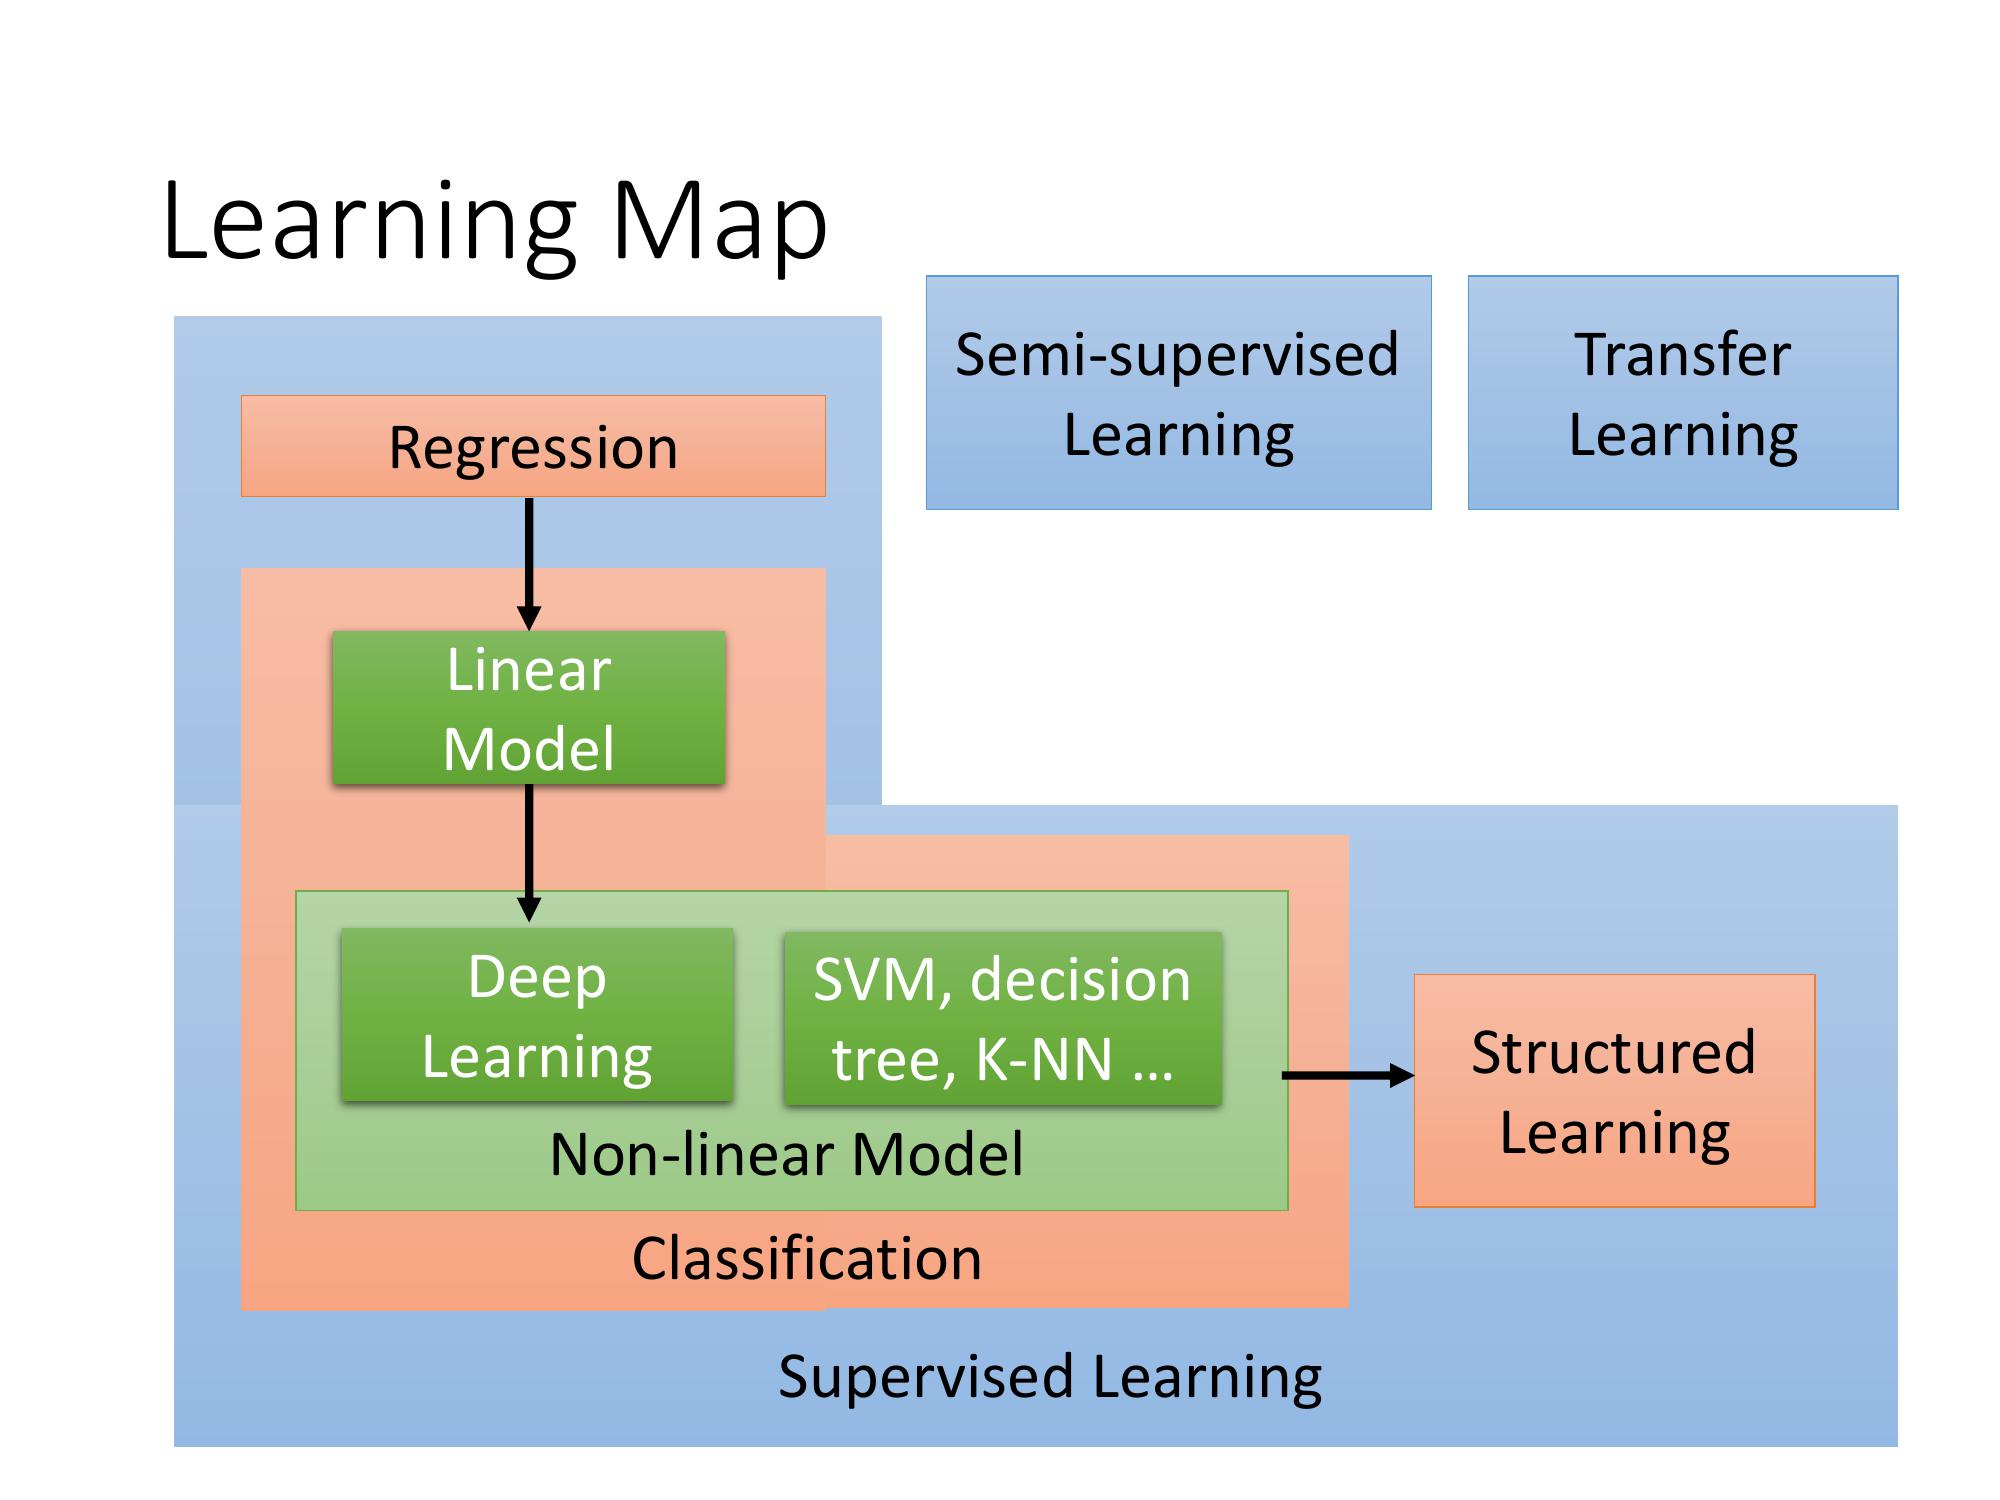 Learning Map
Semi-supervised
Learning
Transfer
Learning
Regression
Linear
Model
Deep
Learning
SVM, decision
tree, K-NN ...
Non-linear Model
Classification
Structured
Learning
Supervised Learning